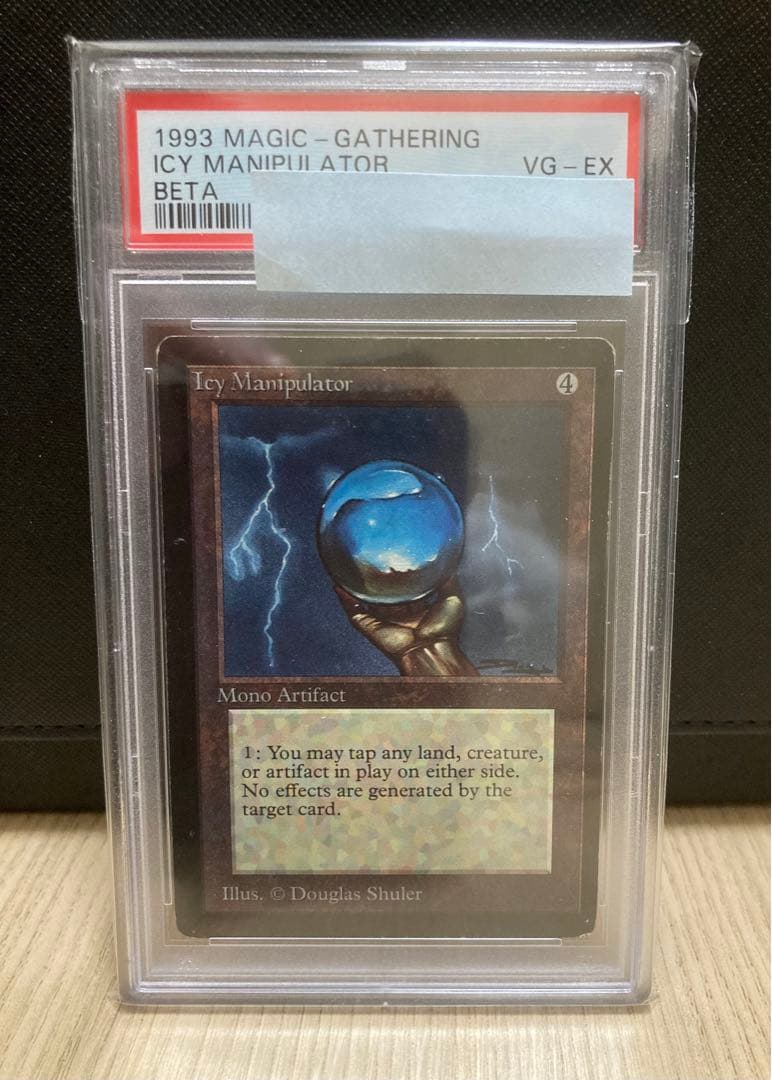 1993 MAGIC – GATHERING
ICY MANIPULATOR VG – EX
BETA
Icy Manipulator 4
Mono Artifact
1: You may tap any land, creature,
or artifact in play on either side.
No effects are generated by the
target card.
Illus. © Douglas Shuler